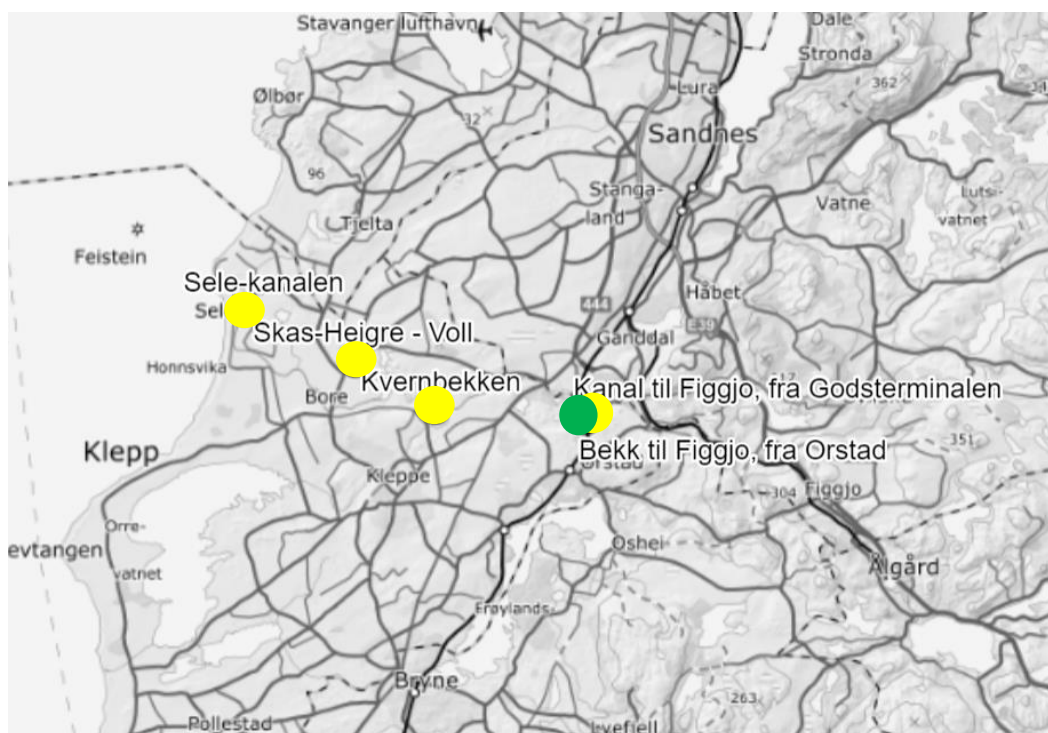 Stavanger lufthavn
Dale
Stronda
Ølbør
Lura
362
32
Sandnes
96
Stanga-
land
Vatne
Lutsi-
vatnet
Tjelta
Feistein
Sele-kanalen
Håbet
Sel
444
E39
Skas-Heigre - Voll
Ganddal
Honnsvika
Kvernbekken
Bore
Kanal til Figgjo, fra Godsterminalen
Klepp
Bekk til Figgjo, fra Orstad
351
Kleppe
Orstad
304
Figgjo
Orre-
vatnet
evtangen
Oshei
Ålgård
Frøylands-
Bryne
263
Pollestad
Lyefjell